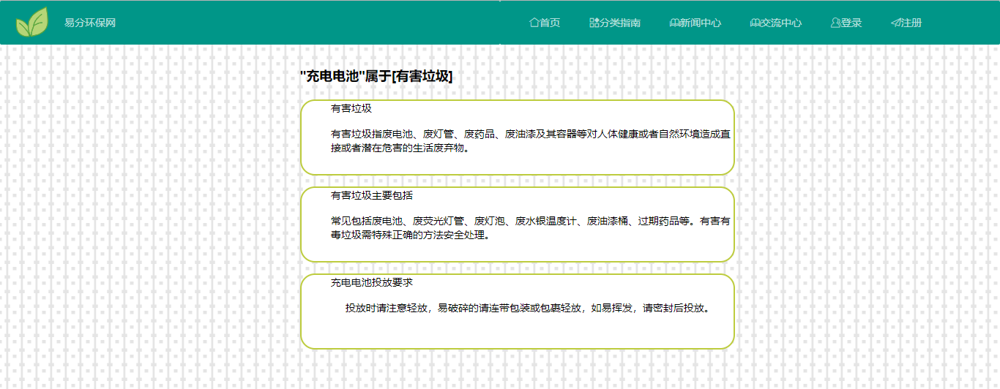 易分环保网
首页
分类指南
新闻中心
交流中心
登录
注册
"充电电池"属于[有害垃圾]
有害垃圾
有害垃圾指废电池、废灯管、废药品、废油漆及其容器等对人体健康或者自然环境造成直
接或者潜在危害的生活废弃物。
有害垃圾主要包括
常见包括废电池、废荧光灯管、废灯泡、废水银温度计、废油漆桶、过期药品等。有害有
毒垃圾需特殊正确的方法安全处理。
充电电池投放要求
投放时请注意轻放，易破碎的请连带包装或包裹轻放，如易挥发，请密封后投放。